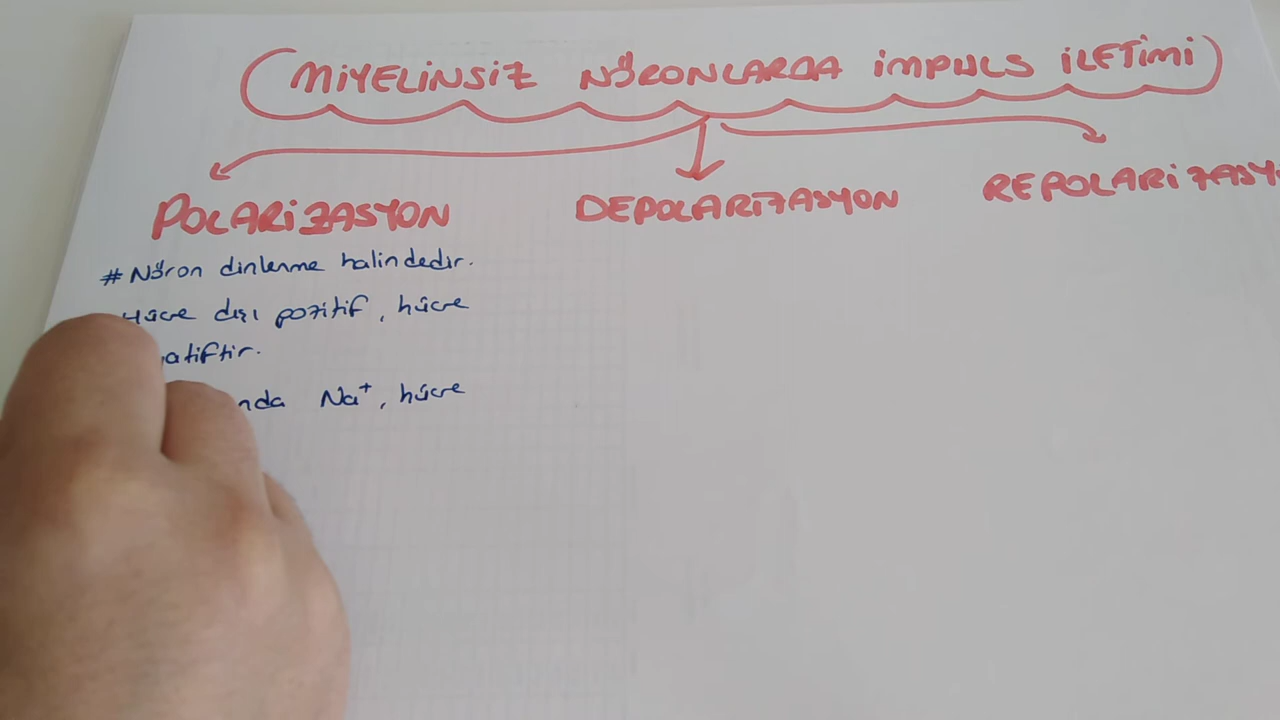 (MİYELİNSİZ NÖRONLARDA İMPULS İLETİMİ)
POLARİZASYON
DEPOLARİZASYON
REPOLARİZASY
# Nöron dinlenme halindedir.
Hücre dışı pozitif, hücre
atiftir.
nda Na⁺, hücre